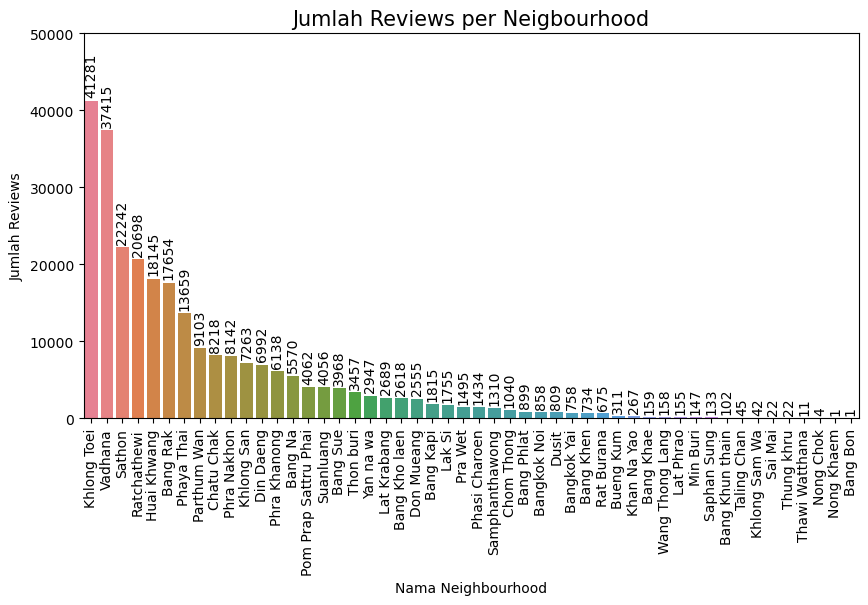 Jumlah Reviews per Neigbourhood
Jumlah Reviews
50000
40000
30000
20000
10000
0
41281
37415
22242
20698
18145
17654
13659
9103
8218
8142
7263
6992
6138
5570
4062
4056
3968
3457
2947
2689
2618
2555
1815
1755
1495
1434
1310
1040
899
858
809
758
734
675
311
267
159
158
155
147
133
102
45
42
22
22
11
4
1
1
Khlong Toei
Vadhana
Sathon
Ratchathewi
Huai Khwang
Bang Rak
Phaya Thai
Parthum Wan
Chatu Chak
Phra Nakhon
Khlong San
Din Daeng
Phra Khanong
Bang Na
Pom Prap Sattru Phai
Suanluang
Bang Sue
Thon buri
Yan na wa
Lat Krabang
Bang Kho laen
Don Mueang
Bang Kapi
Lak Si
Pra Wet
Phasi Charoen
Samphanthawong
Chom Thong
Bang Phlat
Bangkok Noi
Dusit
Bangkok Yai
Bang Khen
Rat Burana
Bueng Kum
Khan Na Yao
Bang Khae
Wang Thong Lang
Lat Phrao
Min Buri
Saphan Sung
Bang Khun thain
Taling Chan
Khlong Sam Wa
Sai Mai
Thung khru
Thawi Watthana
Nong Chok
Nong Khaem
Bang Bon
Nama Neighbourhood